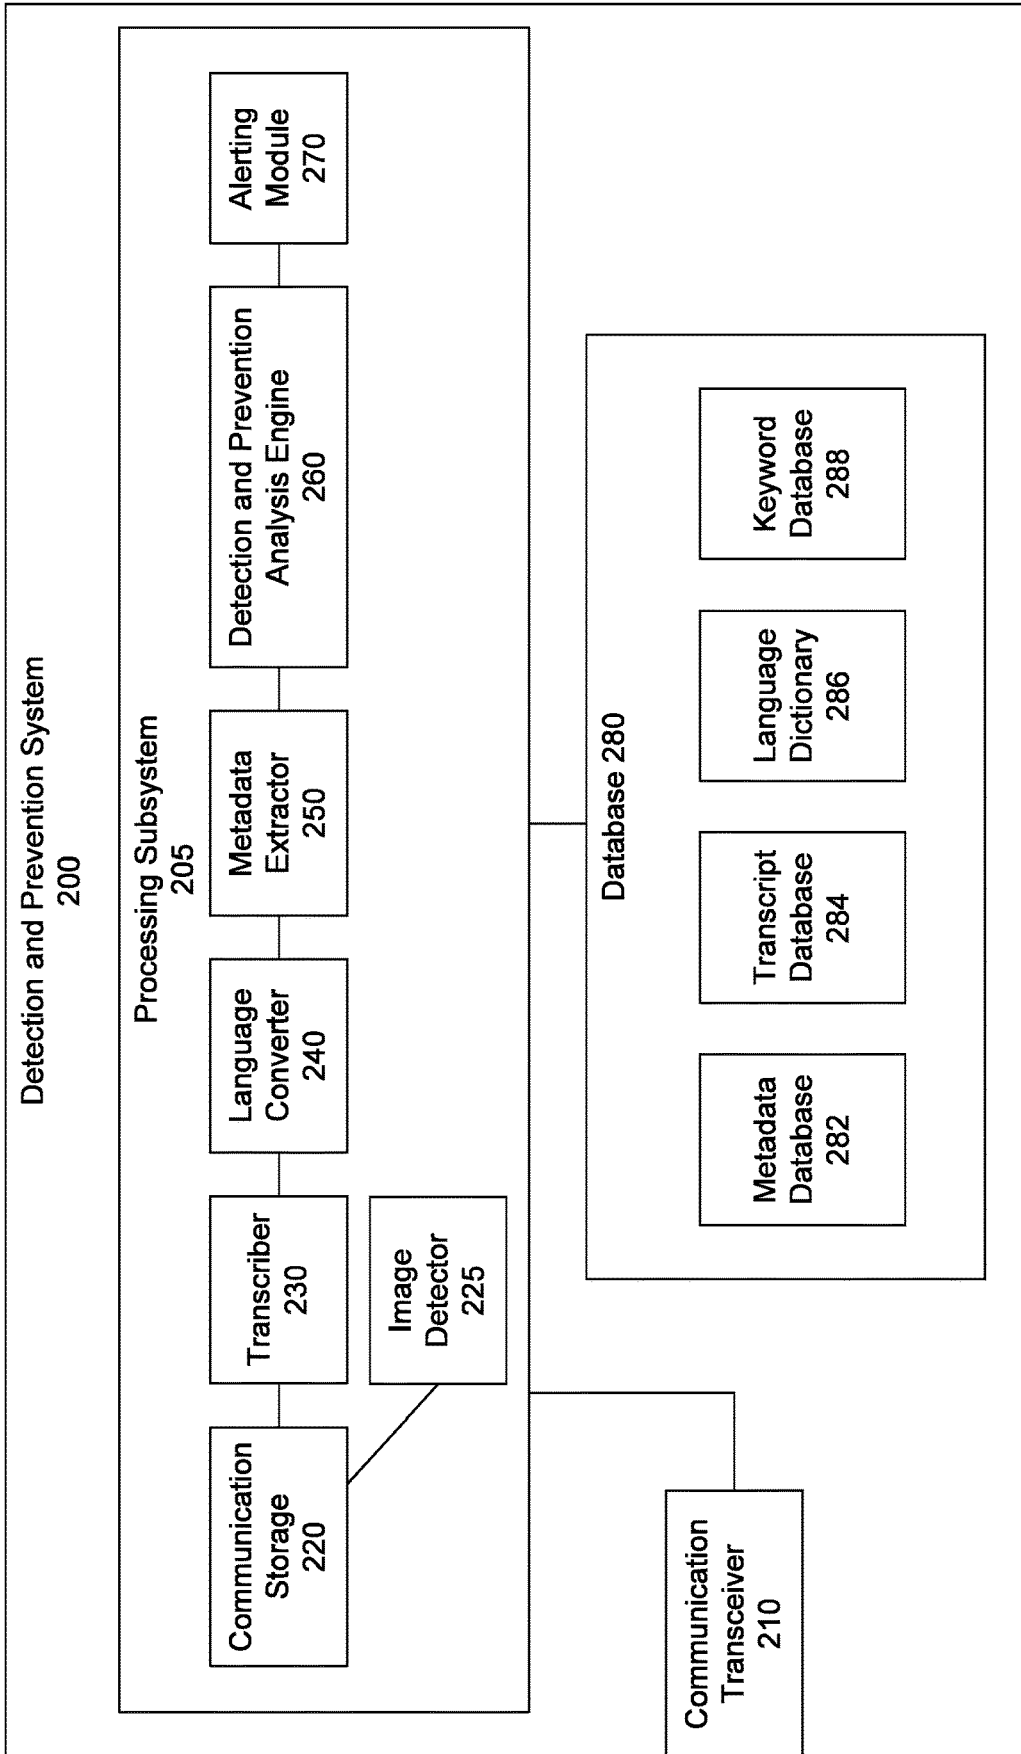 Detection and Prevention System
200
Processing Subsystem
205
Communication
Storage
220
Transcriber
230
Language
Converter
240
Metadata
Extractor
250
Detection and Prevention
Analysis Engine
260
Alerting
Module
270
Image
Detector
225
Communication
Transceiver
210
Database 280
Metadata
Database
282
Transcript
Database
284
Language
Dictionary
286
Keyword
Database
288